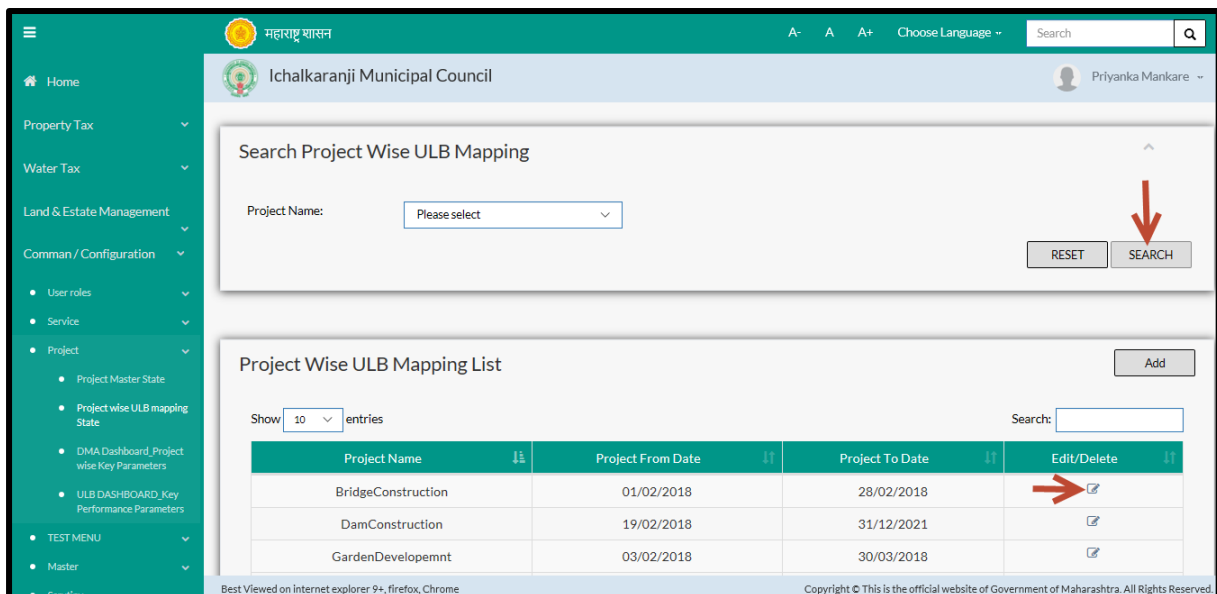 महाराष्ट्र शासन
A- A A+ Choose Language
Search
Ichalkaranji Municipal Council
Priyanka Mankare
Home
Property Tax
Water Tax
Land & Estate Management
Comman / Configuration
User roles
Service
Project
Project Master State
Project wise ULB mapping
State
DMA Dashboard_Project
wise Key Parameters
ULB DASHBOARD_Key
Performance Parameters
TEST MENU
Master
Search Project Wise ULB Mapping
Project Name: Please select
RESET SEARCH
Project Wise ULB Mapping List
Add
Show 10 entries Search:
Project Name Project From Date Project To Date Edit/Delete
BridgeConstruction 01/02/2018 28/02/2018
DamConstruction 19/02/2018 31/12/2021
GardenDevelopemnt 03/02/2018 30/03/2018
Best Viewed on internet explorer 9+, firefox, Chrome Copyright © This is the official website of Government of Maharashtra. All Rights Reserved.